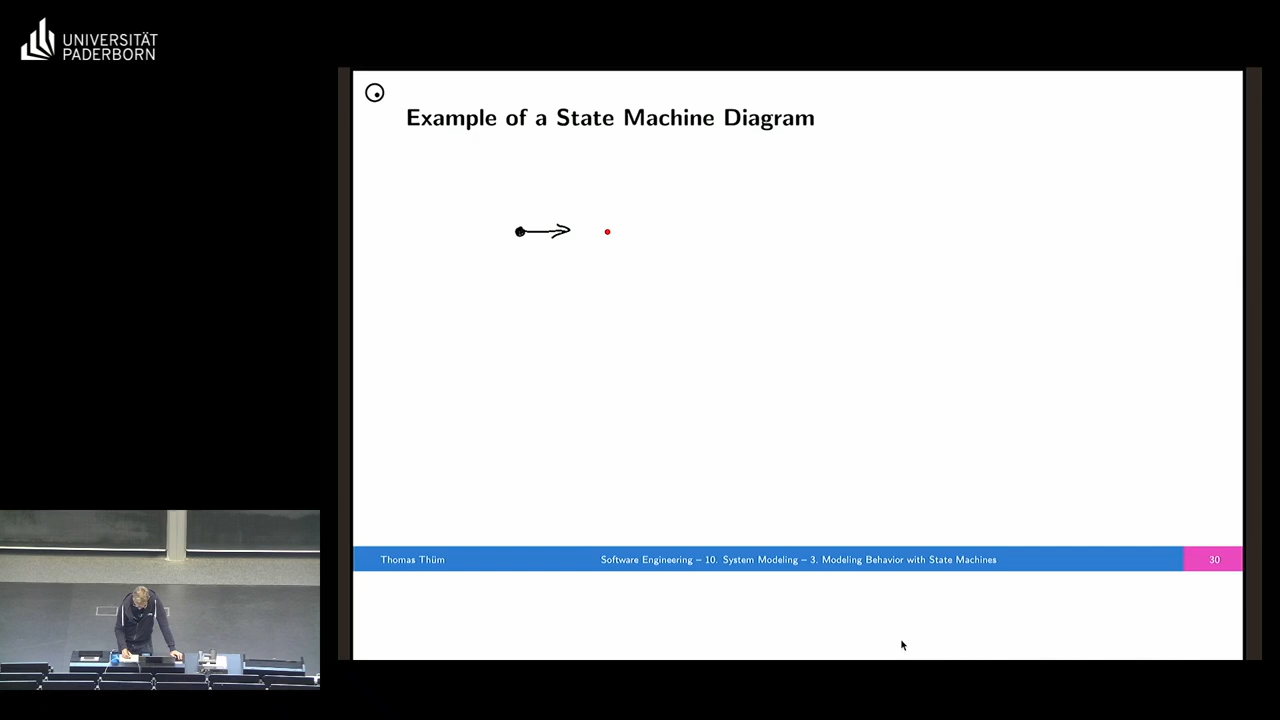 UNIVERSITÄT
PADERBORN
Example of a State Machine Diagram
Thomas Thüm
Software Engineering – 10. System Modeling – 3. Modeling Behavior with State Machines
30